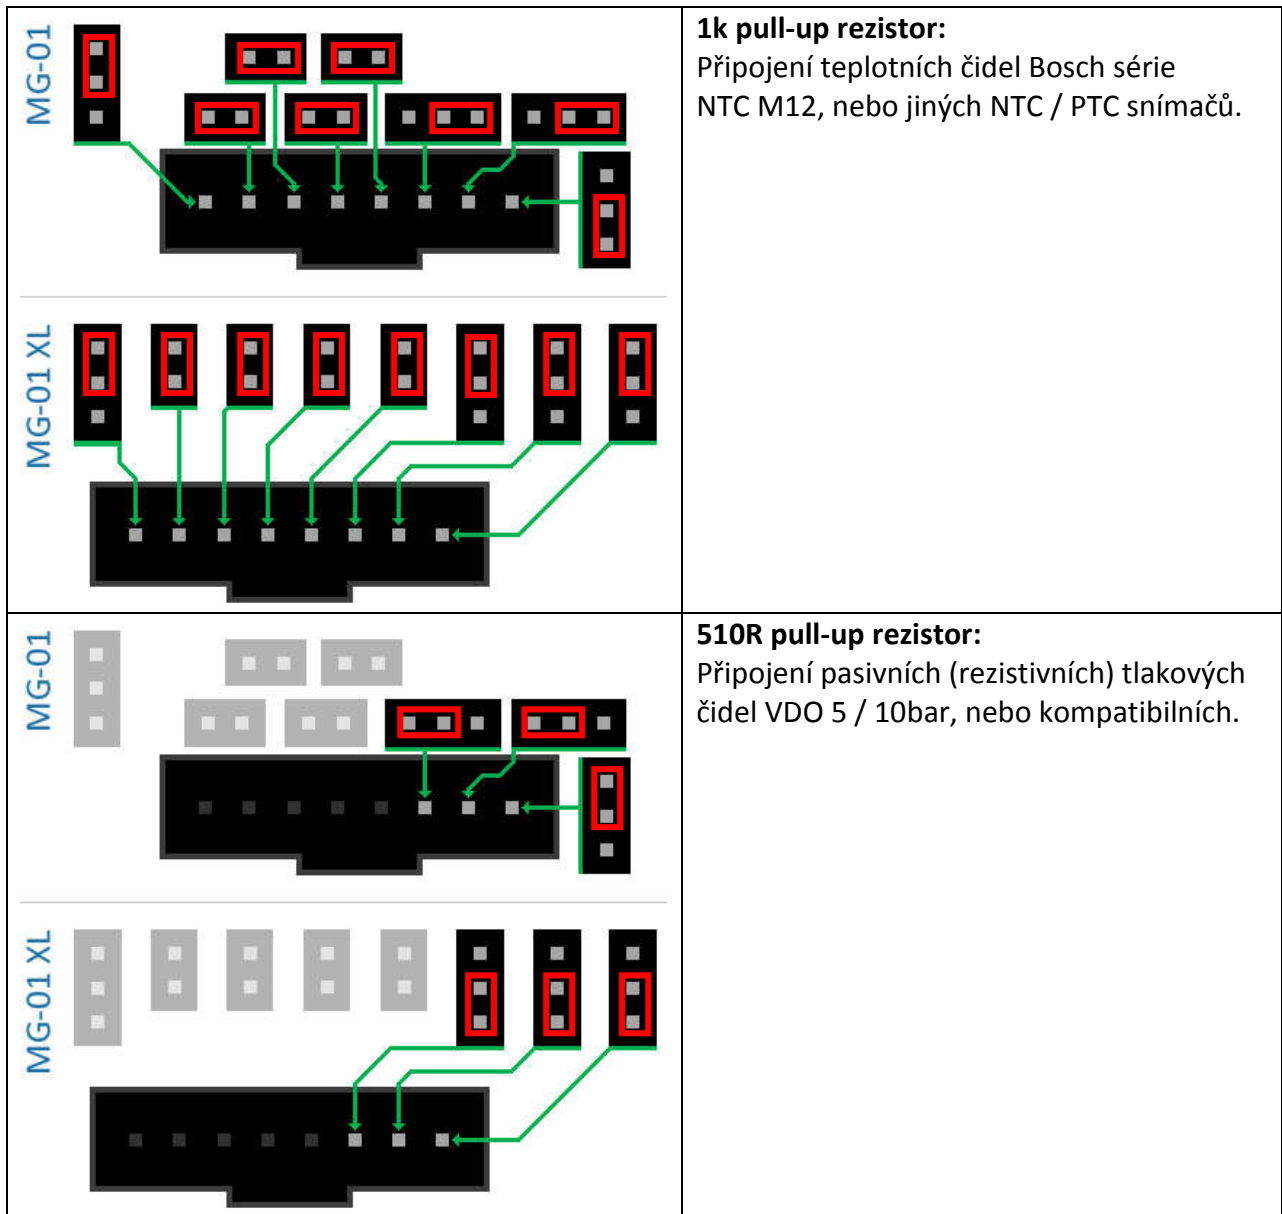 MG-01
MG-01 XL
1k pull-up rezistor:
Připojení teplotních čidel Bosch série
NTC M12, nebo jiných NTC / PTC snímačů.
MG-01
MG-01 XL
510R pull-up rezistor:
Připojení pasivních (rezistivních) tlakových
čidel VDO 5 / 10bar, nebo kompatibilních.